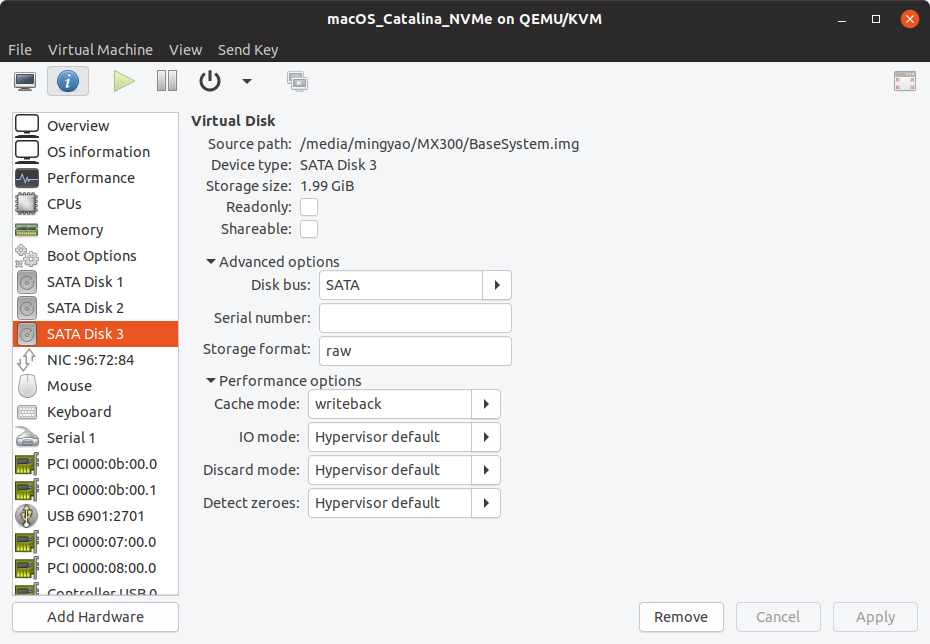 macOS_Catalina_NVMe on QEMU/KVM
File Virtual Machine View Send Key
Overview
OS information
Performance
CPUs
Memory
Boot Options
SATA Disk 1
SATA Disk 2
SATA Disk 3
NIC :96:72:84
Mouse
Keyboard
Serial 1
PCI 0000:0b:00.0
PCI 0000:0b:00.1
USB 6901:2701
PCI 0000:07:00.0
PCI 0000:08:00.0
Controller USB 0
Add Hardware
Virtual Disk
Source path: /media/mingyao/MX300/BaseSystem.img
Device type: SATA Disk 3
Storage size: 1.99 GiB
Readonly:
Shareable:
Advanced options
Disk bus: SATA
Serial number:
Storage format: raw
Performance options
Cache mode: writeback
IO mode: Hypervisor default
Discard mode: Hypervisor default
Detect zeroes: Hypervisor default
Remove Cancel Apply